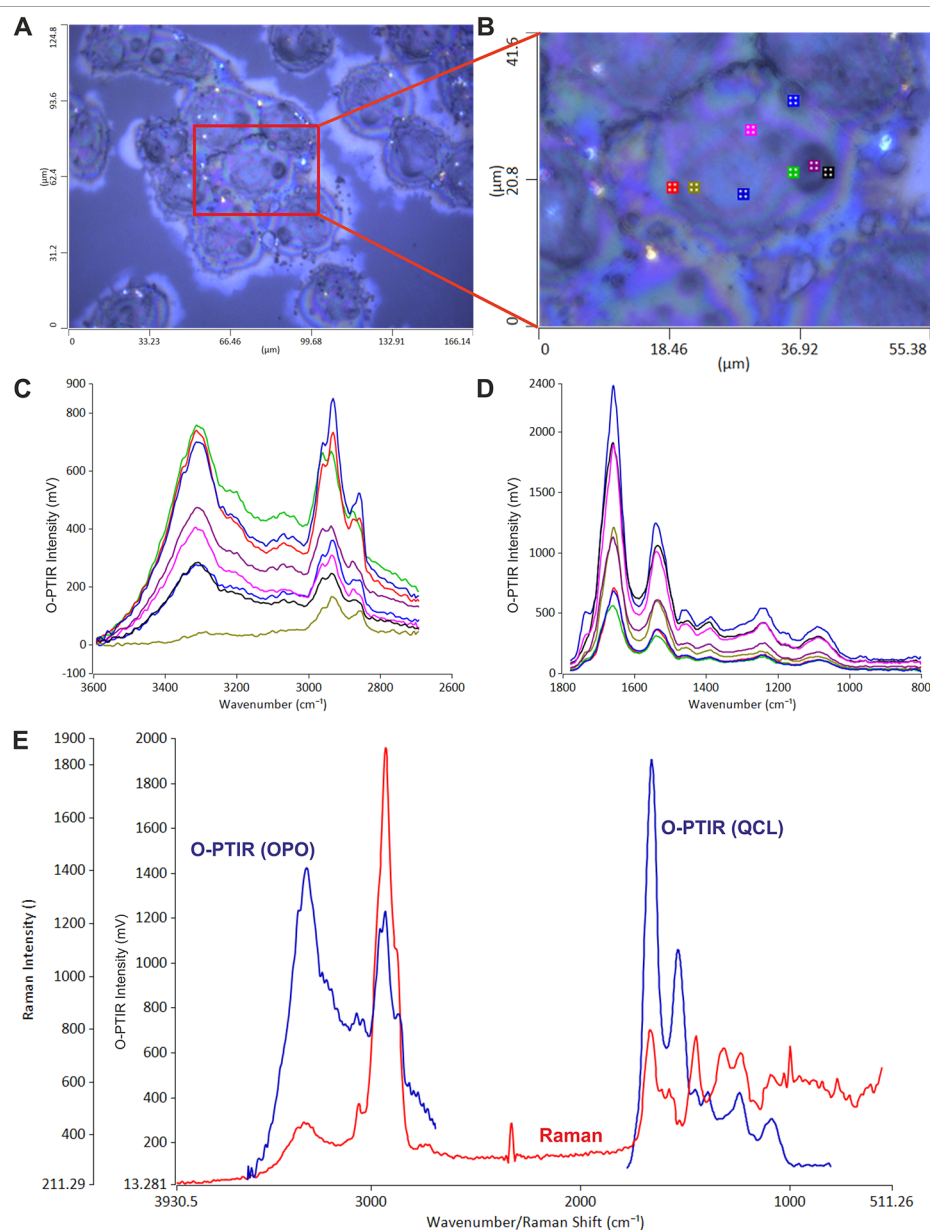 A
124.8
93.6
(µm)
62.4
31.2
0
0 33.23 66.46 99.68 132.91 166.14
(µm)
B
41.6
(µm)
20.8
0
0 18.46 36.92 55.38
(µm)
C
O-PTIR Intensity (mV)
900
800
600
400
200
0
-100
3600 3400 3200 3000 2800 2600
Wavenumber (cm⁻¹)
D
O-PTIR Intensity (mV)
2400
2000
1500
1000
500
0
1800 1600 1400 1200 1000 800
Wavenumber (cm⁻¹)
E
Raman Intensity ()
1900
1800
1600
1400
1200
1000
800
600
400
211.29
O-PTIR Intensity (mV)
2000
1800
1600
1400
1200
1000
800
600
400
200
13.281
O-PTIR (OPO)
O-PTIR (QCL)
Raman
3930.5 3000 2000 1000 511.26
Wavenumber/Raman Shift (cm⁻¹)